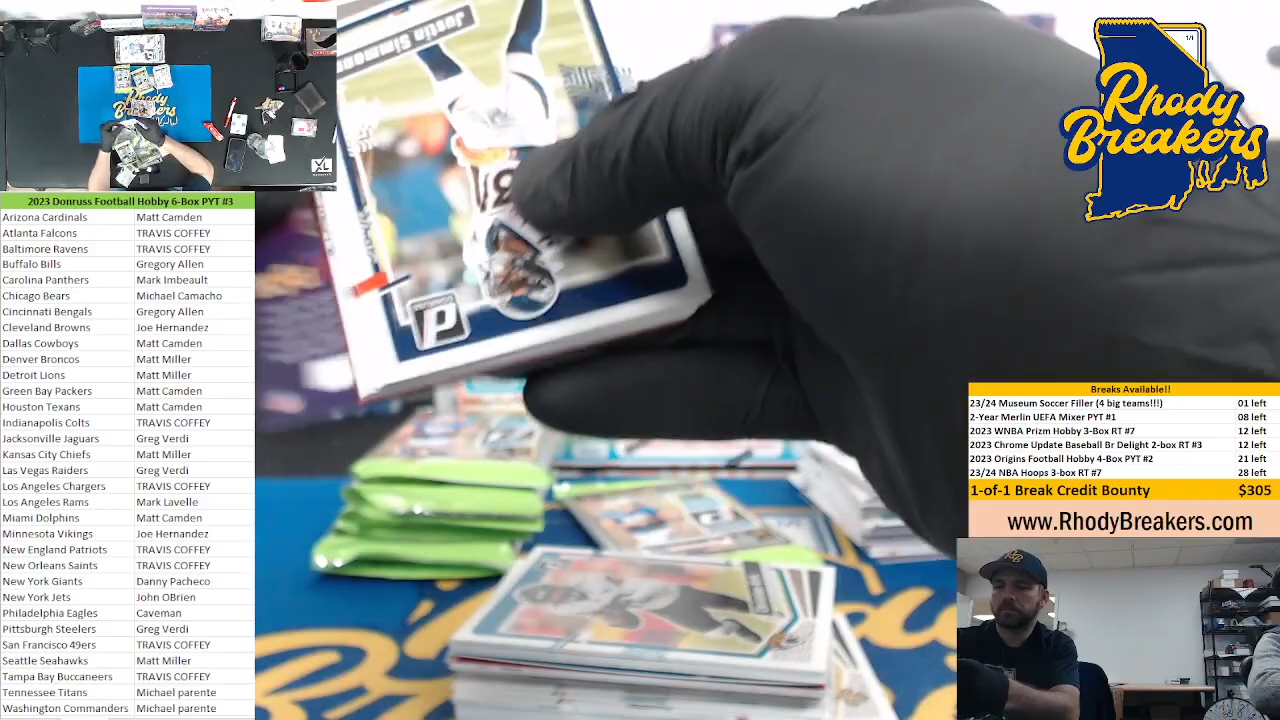 2023 Donruss Football Hobby 6-Box PYT #3
Arizona Cardinals Matt Camden
Atlanta Falcons TRAVIS COFFEY
Baltimore Ravens TRAVIS COFFEY
Buffalo Bills Gregory Allen
Carolina Panthers Mark Imbeault
Chicago Bears Michael Camacho
Cincinnati Bengals Gregory Allen
Cleveland Browns Joe Hernandez
Dallas Cowboys Matt Camden
Denver Broncos Matt Miller
Detroit Lions Matt Miller
Green Bay Packers Matt Camden
Houston Texans Matt Camden
Indianapolis Colts TRAVIS COFFEY
Jacksonville Jaguars Greg Verdi
Kansas City Chiefs Matt Miller
Las Vegas Raiders Greg Verdi
Los Angeles Chargers TRAVIS COFFEY
Los Angeles Rams Mark Lavelle
Miami Dolphins Matt Camden
Minnesota Vikings Joe Hernandez
New England Patriots TRAVIS COFFEY
New Orleans Saints TRAVIS COFFEY
New York Giants Danny Pacheco
New York Jets John OBrien
Philadelphia Eagles Caveman
Pittsburgh Steelers Greg Verdi
San Francisco 49ers TRAVIS COFFEY
Seattle Seahawks Matt Miller
Tampa Bay Buccaneers TRAVIS COFFEY
Tennessee Titans Michael parente
Washington Commanders Michael parente
Justin Simmons
31
1/1
Rhody
Breakers
Breaks Available!!
23/24 Museum Soccer Filler (4 big teams!!!) 01 left
2-Year Merlin UEFA Mixer PYT #1 08 left
2023 WNBA Prizm Hobby 3-Box RT #7 12 left
2023 Chrome Update Baseball Br Delight 2-box RT #3 12 left
2023 Origins Football Hobby 4-Box PYT #2 21 left
23/24 NBA Hoops 3-box RT #7 28 left
1-of-1 Break Credit Bounty $305
www.RhodyBreakers.com
Rhody
Breakers
XL